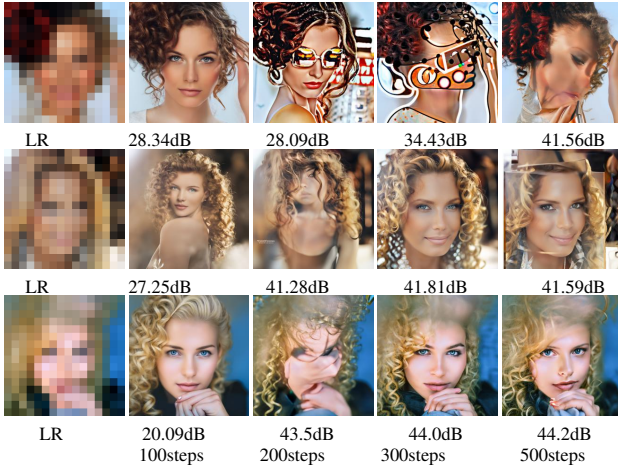 LR 28.34dB 28.09dB 34.43dB 41.56dB
LR 27.25dB 41.28dB 41.81dB 41.59dB
LR 20.09dB 43.5dB 44.0dB 44.2dB
100steps 200steps 300steps 500steps